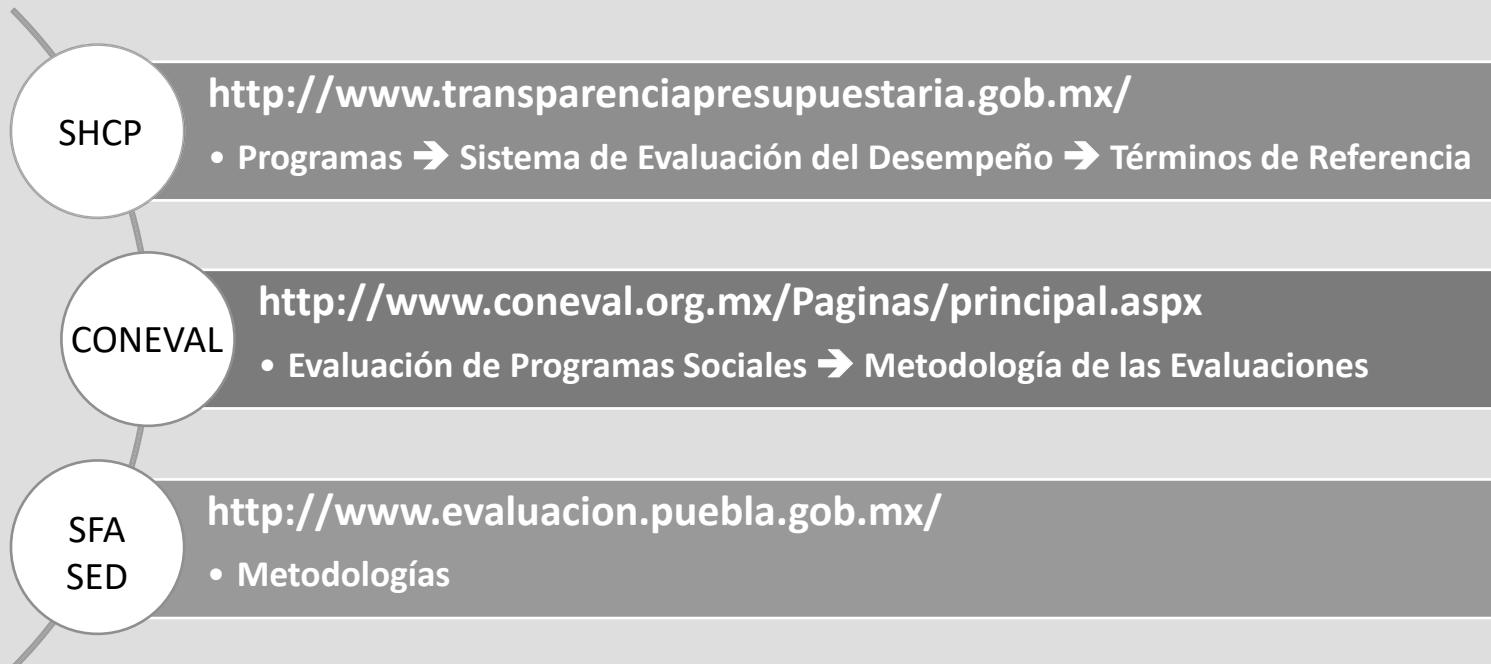 SHCP
http://www.transparenciapresupuestaria.gob.mx/
• Programas ➔ Sistema de Evaluación del Desempeño ➔ Términos de Referencia
CONEVAL
http://www.coneval.org.mx/Paginas/principal.aspx
• Evaluación de Programas Sociales ➔ Metodología de las Evaluaciones
SFA
SED
http://www.evaluacion.puebla.gob.mx/
• Metodologías